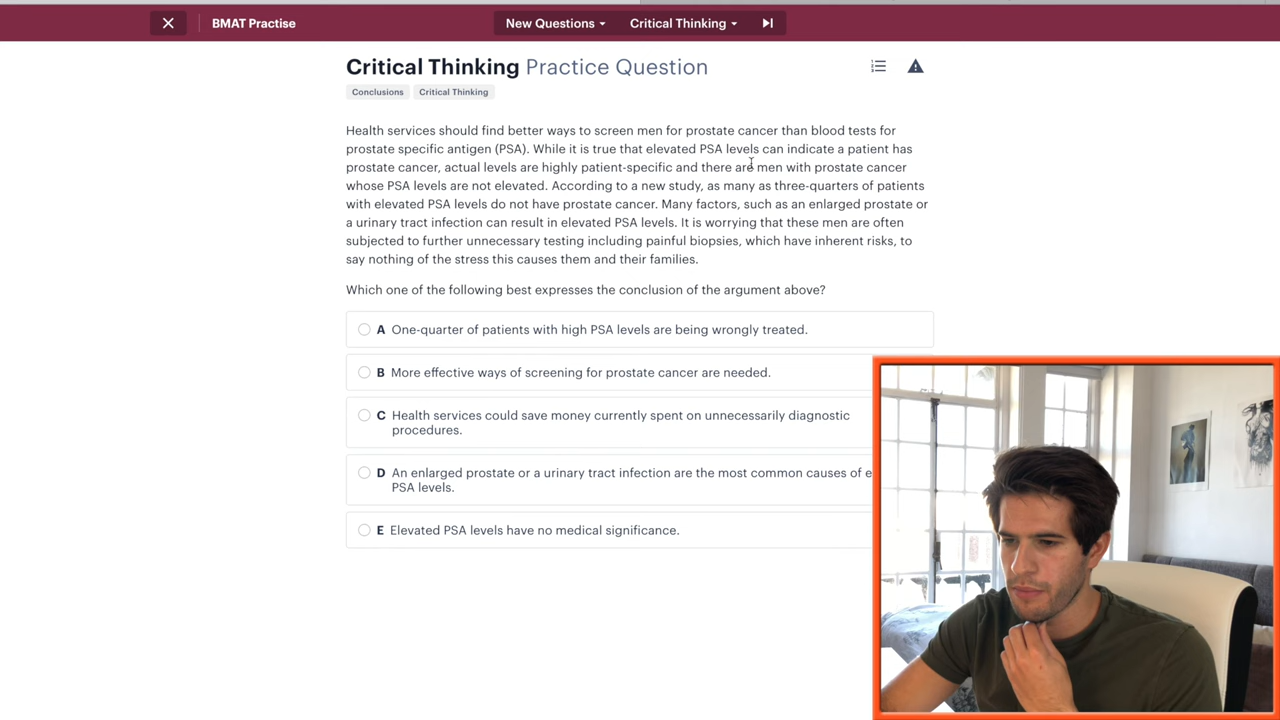 BMAT Practise
New Questions
Critical Thinking
Critical Thinking Practice Question
Conclusions
Critical Thinking
Health services should find better ways to screen men for prostate cancer than blood tests for
prostate specific antigen (PSA). While it is true that elevated PSA levels can indicate a patient has
prostate cancer, actual levels are highly patient-specific and there are men with prostate cancer
whose PSA levels are not elevated. According to a new study, as many as three-quarters of patients
with elevated PSA levels do not have prostate cancer. Many factors, such as an enlarged prostate or
a urinary tract infection can result in elevated PSA levels. It is worrying that these men are often
subjected to further unnecessary testing including painful biopsies, which have inherent risks, to
say nothing of the stress this causes them and their families.
Which one of the following best expresses the conclusion of the argument above?
A One-quarter of patients with high PSA levels are being wrongly treated.
B More effective ways of screening for prostate cancer are needed.
C Health services could save money currently spent on unnecessarily diagnostic
procedures.
D An enlarged prostate or a urinary tract infection are the most common causes of
PSA levels.
E Elevated PSA levels have no medical significance.